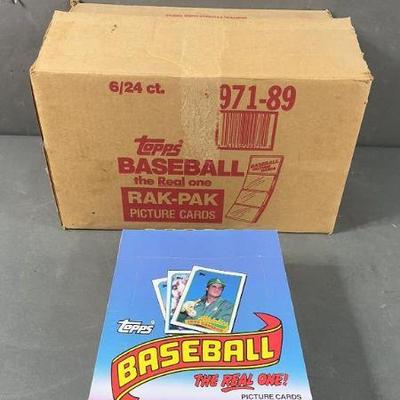 6/24 ct.
971-89
Topps
BASEBALL
the Real one
RAK-PAK
PICTURE CARDS
BASEBALL
Topps
BASEBALL
THE REAL ONE!
PICTURE CARDS